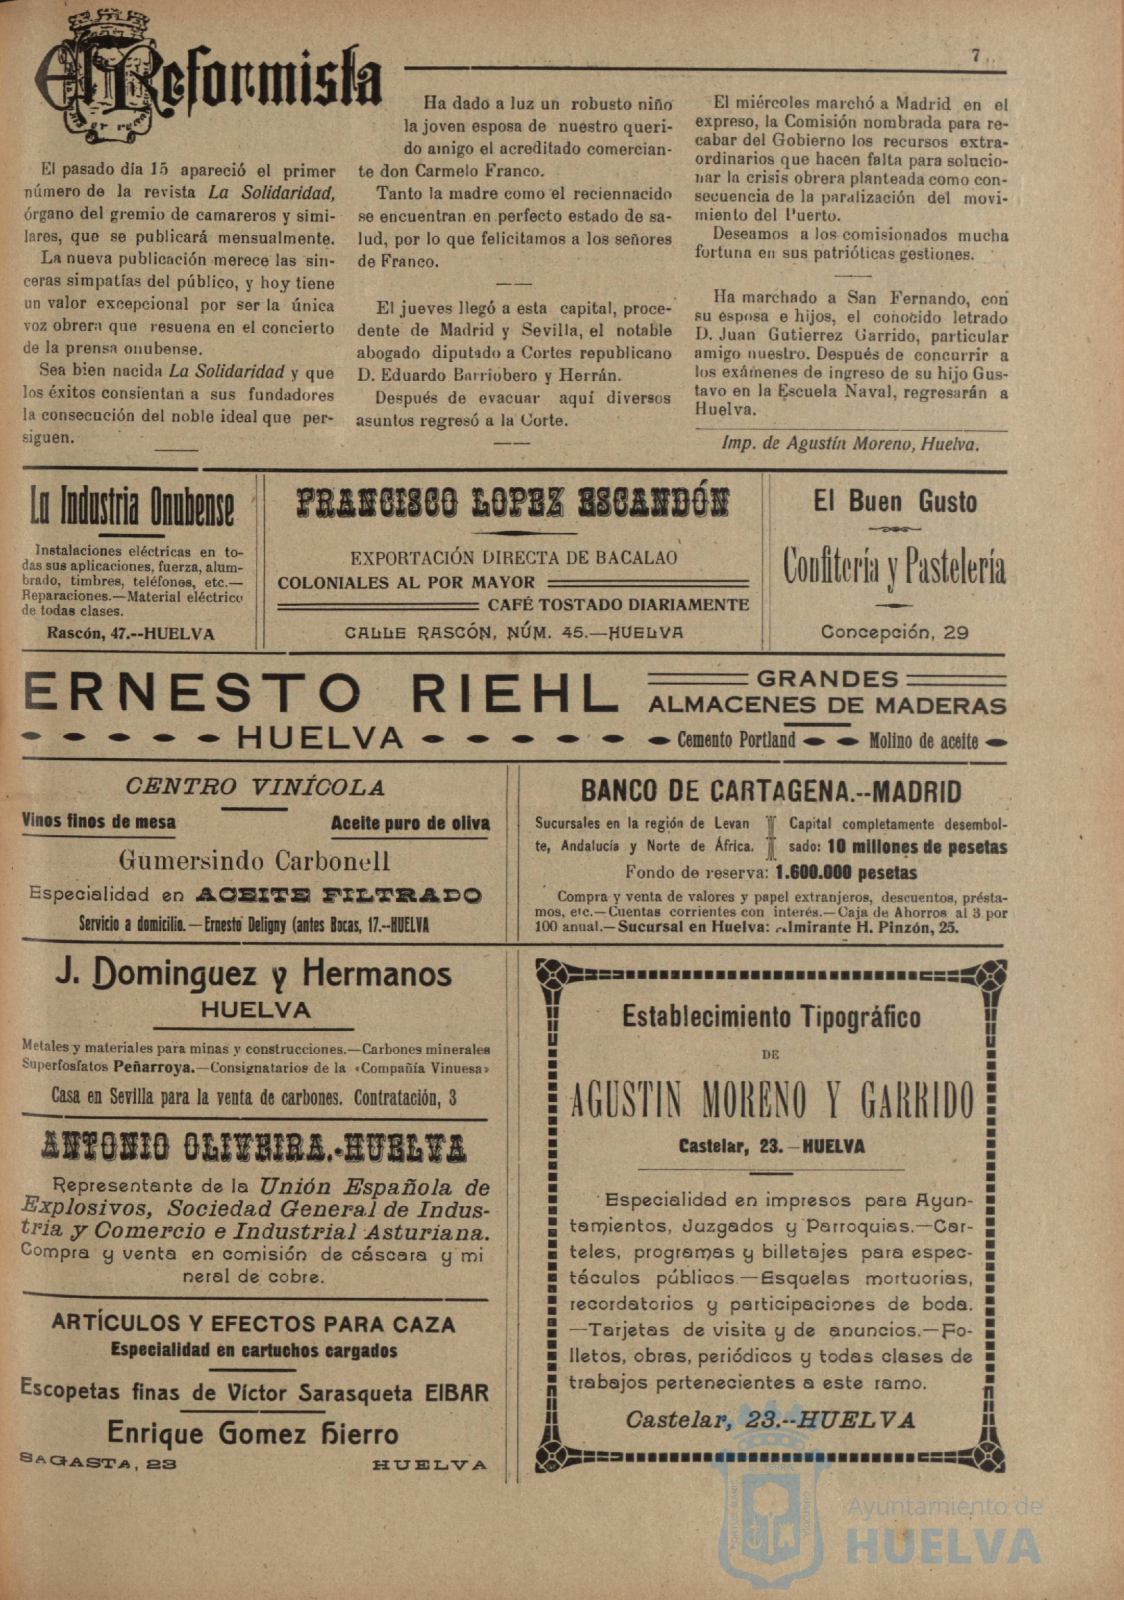 El Reformista
7
El pasado día 15 apareció el primer
número de la revista La Solidaridad,
órgano del gremio de camareros y simi-
lares, que se publicará mensualmente.
La nueva publicación merece las sin-
ceras simpatías del público, y hoy tiene
un valor excepcional por ser la única
voz obrera que resuena en el concierto
de la prensa onubense.
Sea bien nacida La Solidaridad y que
los éxitos consientan a sus fundadores
la consecución del noble ideal que per-
siguen.
Ha dado a luz un robusto niño
la joven esposa de nuestro queri-
do amigo el acreditado comercian-
te don Carmelo Franco.
Tanto la madre como el reciennacido
se encuentran en perfecto estado de sa-
lud, por lo que felicitamos a los señores
de Franco.
El jueves llegó a esta capital, proce-
dente de Madrid y Sevilla, el notable
abogado diputado a Cortes republicano
D. Eduardo Barriobero y Herrán.
Después de evacuar aquí diversos
asuntos regresó a la Corte.
El miércoles marchó a Madrid en el
expreso, la Comisión nombrada para re-
cabar del Gobierno los recursos extra-
ordinarios que hacen falta para solucio-
nar la crisis obrera planteada como con-
secuencia de la paralización del movi-
miento del Puerto.
Deseamos a los comisionados mucha
fortuna en sus patrióticas gestiones.
Ha marchado a San Fernando, con
su esposa e hijos, el conocido letrado
D. Juan Gutierrez Garrido, particular
amigo nuestro. Después de concurrir a
los exámenes de ingreso de su hijo Gus-
tavo en la Escuela Naval, regresarán a
Huelva.
Imp. de Agustín Moreno, Huelva.
La Industria Onubense
Instalaciones eléctricas en to-
das sus aplicaciones, fuerza, alum-
brado, timbres, teléfonos, etc.—
Reparaciones.—Material eléctrico
de todas clases.
Rascón, 47.--HUELVA
FRANCISCO LOPEZ ESCANDÓN
EXPORTACIÓN DIRECTA DE BACALAO
COLONIALES AL POR MAYOR
CAFÉ TOSTADO DIARIAMENTE
CALLE RASCÓN, NÚM. 45.—HUELVA
El Buen Gusto
Confitería y Pastelería
Concepción, 29
ERNESTO RIEHL
HUELVA
GRANDES
ALMACENES DE MADERAS
Cemento Portland
Molino de aceite
CENTRO VINÍCOLA
Vinos finos de mesa Aceite puro de oliva
Gumersindo Carbonell
Especialidad en ACEITE FILTRADO
Servicio a domicilio.—Ernesto Deligny (antes Bocas, 17.--HUELVA
BANCO DE CARTAGENA.--MADRID
Sucursales en la región de Levan
te, Andalucía y Norte de África.
Capital completamente desembol-
sado: 10 millones de pesetas
Fondo de reserva: 1.600.000 pesetas
Compra y venta de valores y papel extranjeros, descuentos, présta-
mos, etc.—Cuentas corrientes con interés.—Caja de Ahorros al 3 por
100 anual.—Sucursal en Huelva: Almirante H. Pinzón, 25.
J. Dominguez y Hermanos
HUELVA
Metales y materiales para minas y construcciones.—Carbones minerales
Superfosfatos Peñarroya.—Consignatarios de la «Compañía Vinuesa»
Casa en Sevilla para la venta de carbones. Contratación, 3
ANTONIO OLIVEIRA.-HUELVA
Representante de la Unión Española de
Explosivos, Sociedad General de Indus-
tria y Comercio e Industrial Asturiana.
Compra y venta en comisión de cáscara y mi
neral de cobre.
ARTÍCULOS Y EFECTOS PARA CAZA
Especialidad en cartuchos cargados
Escopetas finas de Víctor Sarasqueta EIBAR
Enrique Gomez Hierro
SAGASTA, 23 HUELVA
Establecimiento Tipográfico
DE
AGUSTIN MORENO Y GARRIDO
Castelar, 23.—HUELVA
Especialidad en impresos para Ayun-
tamientos, Juzgados y Parroquias.—Car-
teles, programas y billetajes para espec-
táculos públicos.—Esquelas mortuorias,
recordatorios y participaciones de boda.
—Tarjetas de visita y de anuncios.—Fo-
lletos, obras, periódicos y todas clases de
trabajos pertenecientes a este ramo.
Castelar, 23.--HUELVA
Ayuntamiento de
HUELVA